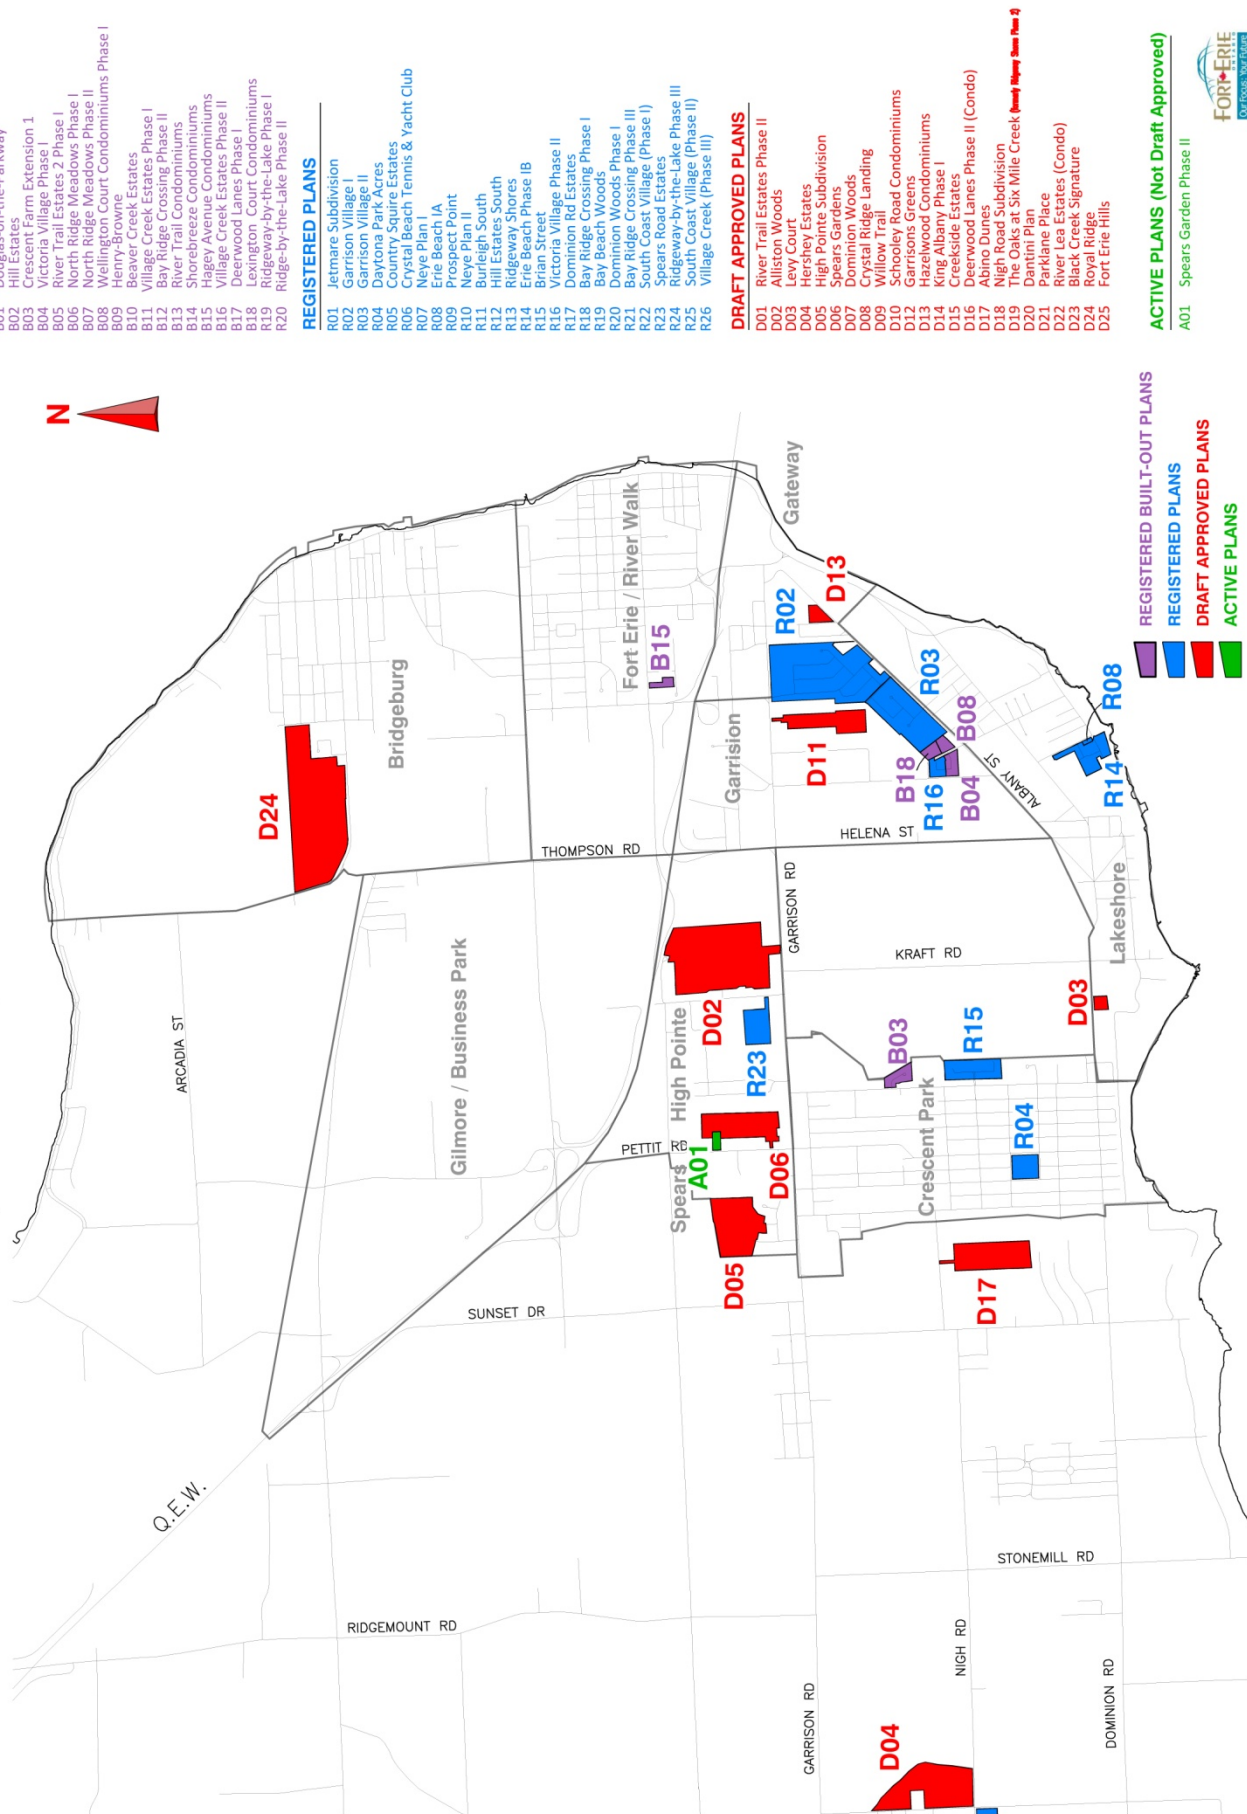 B01 Douglas-on-the-Parkway
B02 Hill Estates
B03 Crescent Farm Extension 1
B04 Victoria Village Phase I
B05 River Trail Estates 2 Phase I
B06 North Ridge Meadows Phase I
B07 North Ridge Meadows Phase II
B08 Wellington Court Condominiums Phase I
B09 Henry-Browne
B10 Beaver Creek Estates
B11 Village Creek Estates Phase I
B12 Bay Ridge Crossing Phase II
B13 River Trail Condominiums
B14 Shorebreeze Condominiums
B15 Hagey Avenue Condominiums
B16 Village Creek Estates Phase II
B17 Deerwood Lanes Phase I
B18 Lexington Court Condominiums
R19 Ridgeway-by-the-Lake Phase I
R20 Ridge-by-the-Lake Phase II
REGISTERED PLANS
R01 Jetmare Subdivision
R02 Garrison Village I
R03 Garrison Village II
R04 Daytona Park Acres
R05 Country Squire Estates
R06 Crystal Beach Tennis & Yacht Club
R07 Neye Plan I
R08 Erie Beach IA
R09 Prospect Point
R10 Neye Plan II
R11 Burleigh South
R12 Hill Estates South
R13 Ridgeway Shores
R14 Erie Beach Phase IB
R15 Brian Street
R16 Victoria Village Phase II
R17 Dominion Rd Estates
R18 Bay Ridge Crossing Phase I
R19 Bay Beach Woods
R20 Dominion Woods Phase I
R21 Bay Ridge Crossing Phase III
R22 South Coast Village (Phase I)
R23 Spears Road Estates
R24 Ridgeway-by-the-Lake Phase III
R25 South Coast Village (Phase II)
R26 Village Creek (Phase III)
DRAFT APPROVED PLANS
D01 River Trail Estates Phase II
D02 Alliston Woods
D03 Levy Court
D04 Hershey Estates
D05 High Pointe Subdivision
D06 Spears Gardens
D07 Dominion Woods
D08 Crystal Ridge Landing
D09 Willow Trail
D10 Schooley Road Condominiums
D12 Garrisons Greens
D13 Hazelwood Condominiums
D14 King Albany Phase I
D15 Creekside Estates
D16 Deerwood Lanes Phase II (Condo)
D17 Abino Dunes
D18 Nigh Road Subdivision
D19 The Oaks at Six Mile Creek (formerly Ridgeway Shores Phase 2)
D20 Dantini Plan
D21 Parklane Place
D22 River Lea Estates (Condo)
D23 Black Creek Signature
D24 Royal Ridge
D25 Fort Erie Hills
ACTIVE PLANS (Not Draft Approved)
A01 Spears Garden Phase II
FORT ERIE
ONTARIO
Our Focus: Your Future
N
REGISTERED BUILT-OUT PLANS
REGISTERED PLANS
DRAFT APPROVED PLANS
ACTIVE PLANS
Bridgeburg
D24
Fort Erie / River Walk
B15
Gateway
D13
R02
Garrision
D11
R03
B08
B18
R16
B04
ALBANY ST
R08
R14
THOMPSON RD
HELENA ST
GARRISON RD
KRAFT RD
Lakeshore
ARCADIA ST
Gilmore / Business Park
High Pointe
D02
R23
D03
B03
R15
Crescent Park
R04
PETTIT RD
Spears
A01
D06
D05
D17
SUNSET DR
Q.E.W.
RIDGEMOUNT RD
STONEMILL RD
GARRISON RD
NIGH RD
DOMINION RD
D04